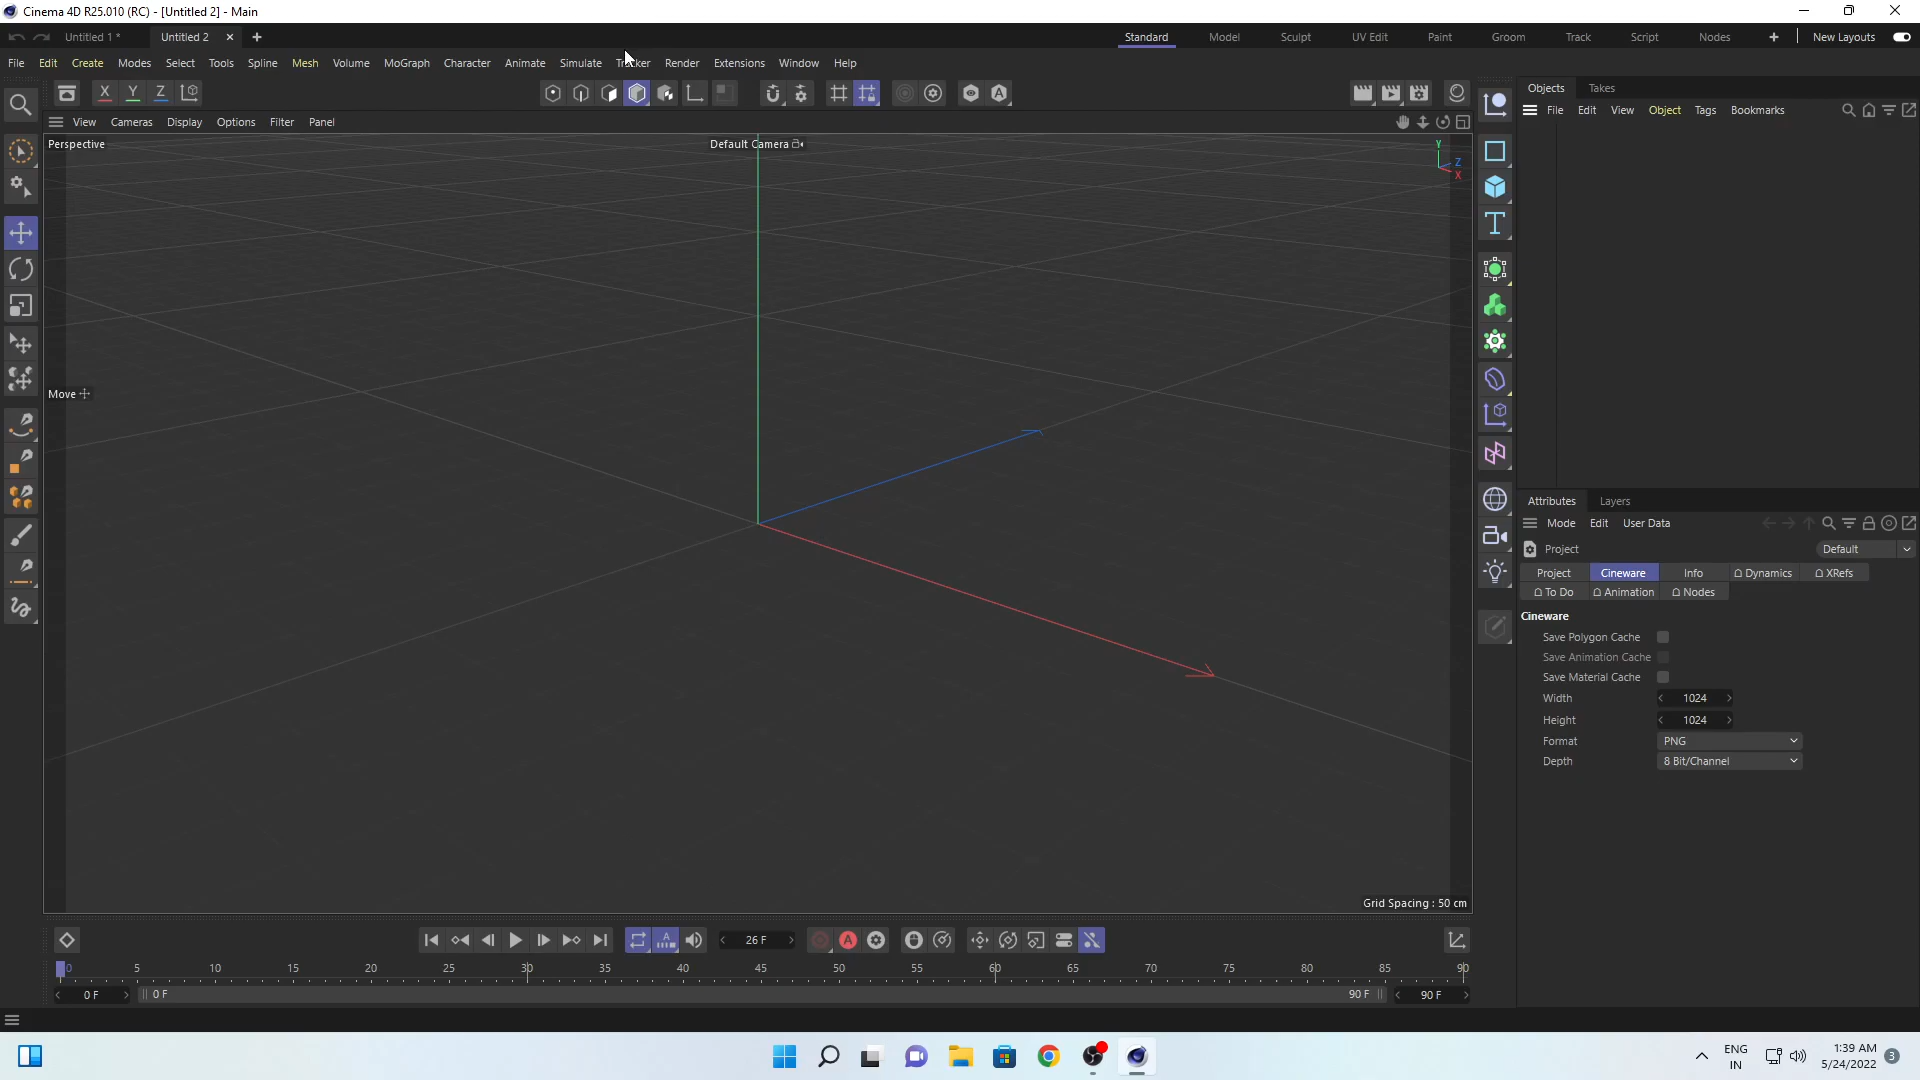 Cinema 4D R25.010 (RC) - [Untitled 2] - Main
Untitled 1 *
Untitled 2
Standard
Model
Sculpt
UV Edit
Paint
Groom
Track
Script
Nodes
New Layouts
File Edit Create Modes Select Tools Spline Mesh Volume MoGraph Character Animate Simulate Tracker Render Extensions Window Help
X Y Z
Objects Takes
View Cameras Display Options Filter Panel
File Edit View Object Tags Bookmarks
Perspective
Default Camera
Y
Z
X
Move
Attributes Layers
Mode Edit User Data
Project
Default
Project Cineware Info Dynamics XRefs
To Do Animation Nodes
Cineware
Save Polygon Cache
Save Animation Cache
Save Material Cache
Width 1024
Height 1024
Format PNG
Depth 8 Bit/Channel
Grid Spacing : 50 cm
A
26 F
A
0 5 10 15 20 25 30 35 40 45 50 55 60 65 70 75 80 85 90
0 F 0 F 90 F 90 F
ENG
IN
1:39 AM
5/24/2022
3